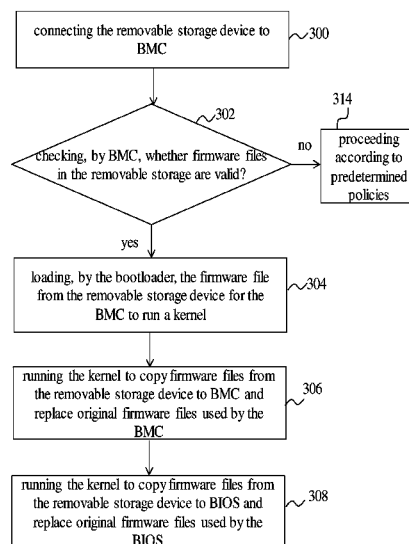 connecting the removable storage device to
BMC
300
302
314
checking, by BMC, whether firmware files
in the removable storage are valid?
no
proceeding
according to
predetermined
policies
yes
loading, by the bootloader, the firmware file
from the removable storage device for the
BMC to run a kernel
304
running the kernel to copy firmware files from
the removable storage device to BMC and
replace original firmware files used by the
BMC
306
running the kernel to copy firmware files from
the removable storage device to BIOS and
replace original firmware files used by the
BIOS
308